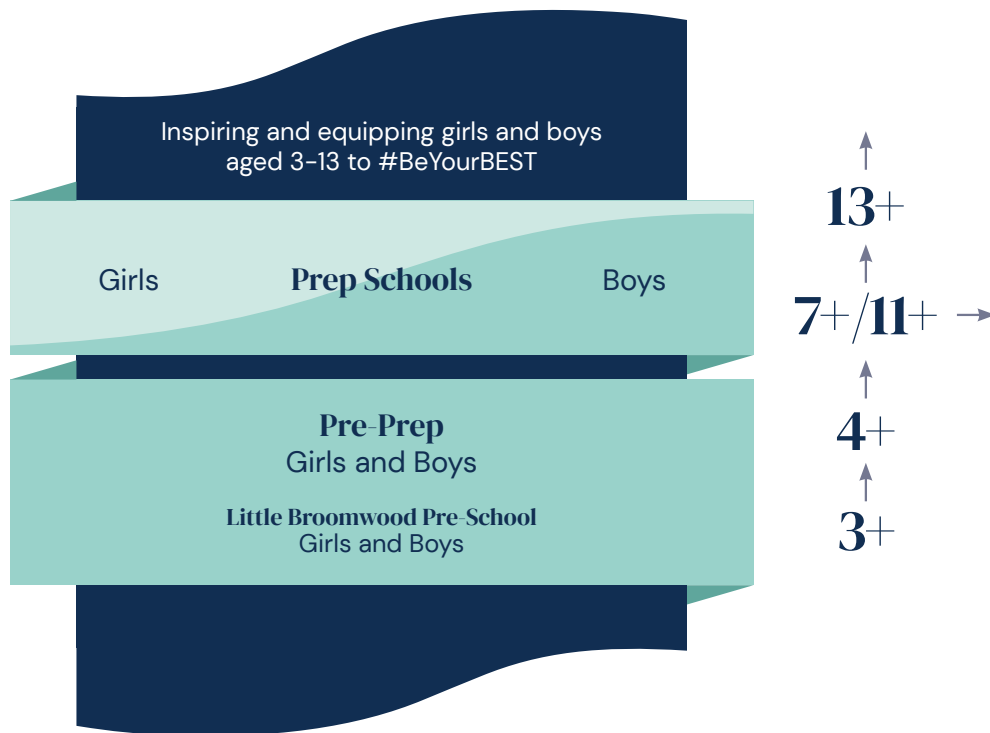 Inspiring and equipping girls and boys
aged 3-13 to #BeYourBEST
13+
Girls Prep Schools Boys
7+/11+
Pre-Prep
Girls and Boys
4+
Little Broomwood Pre-School
Girls and Boys
3+